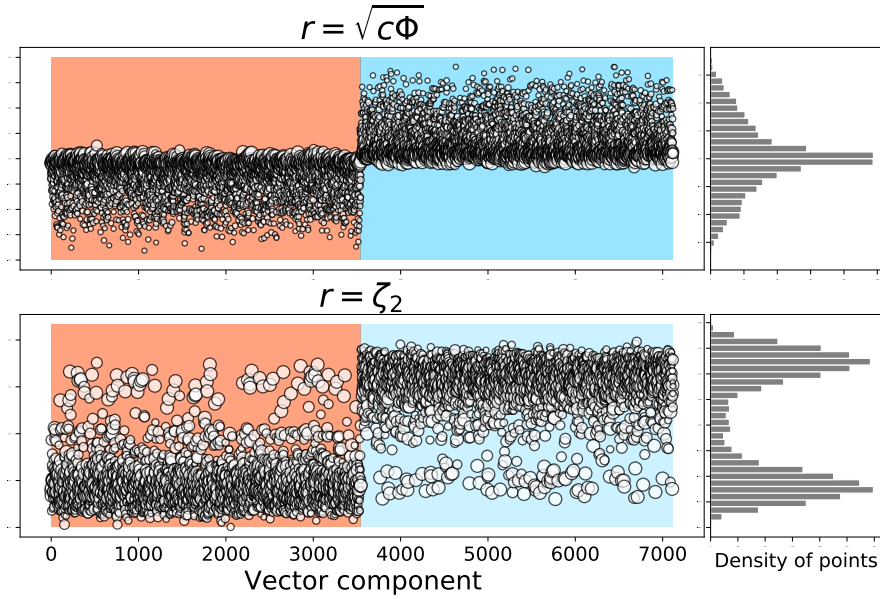 r = √cΦ
r = ζ₂
0 1000 2000 3000 4000 5000 6000 7000
Vector component
Density of points